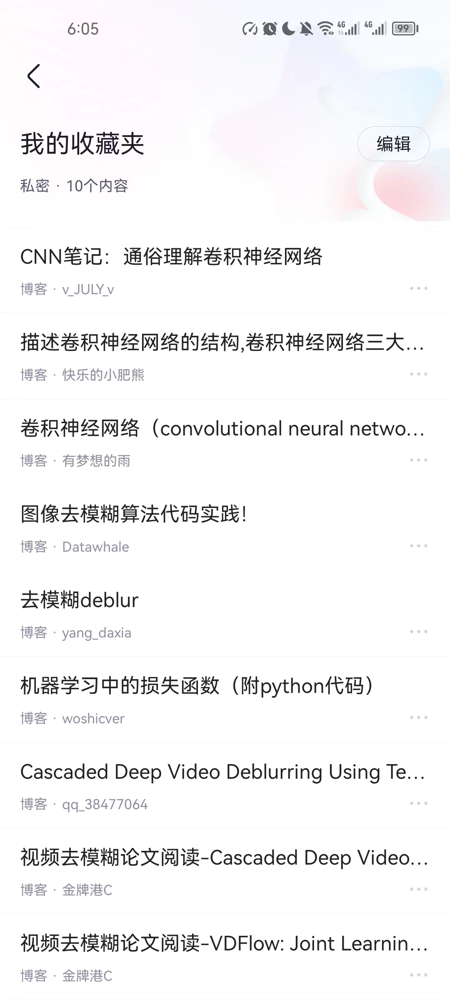 6:05
4G
4G
99
我的收藏夹
编辑
私密 · 10个内容
CNN笔记：通俗理解卷积神经网络
博客 · v_JULY_v
描述卷积神经网络的结构,卷积神经网络三大...
博客 · 快乐的小肥熊
卷积神经网络（convolutional neural netwo...
博客 · 有梦想的雨
图像去模糊算法代码实践！
博客 · Datawhale
去模糊deblur
博客 · yang_daxia
机器学习中的损失函数（附python代码）
博客 · woshicver
Cascaded Deep Video Deblurring Using Te...
博客 · qq_38477064
视频去模糊论文阅读-Cascaded Deep Video...
博客 · 金牌港C
视频去模糊论文阅读-VDFlow: Joint Learnin...
博客 · 金牌港C